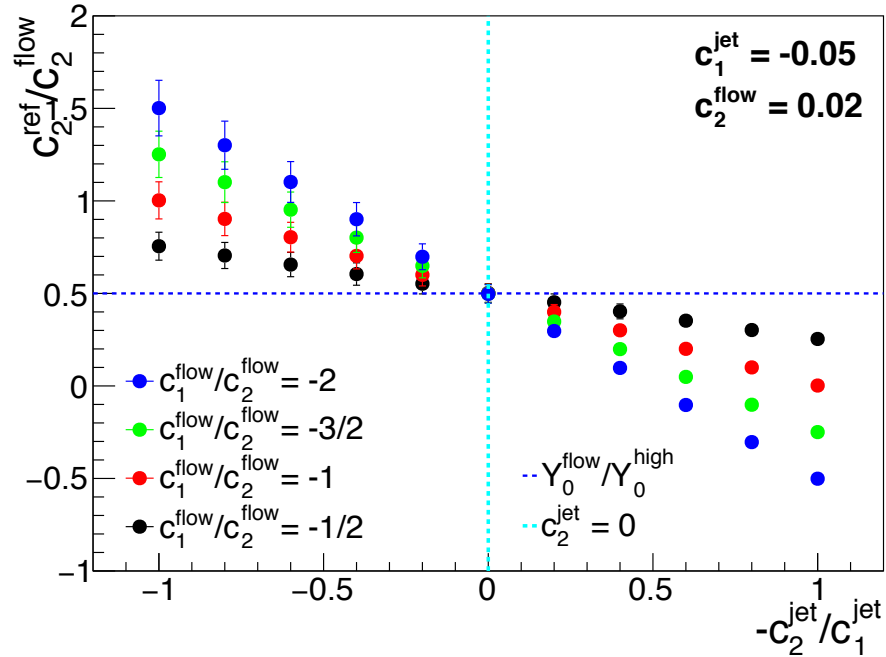 c_2^ref/c_2^flow
2
1.5
1
0.5
0
−0.5
−1
c_1^jet = -0.05
c_2^flow = 0.02
c_1^flow/c_2^flow = -2
c_1^flow/c_2^flow = -3/2
c_1^flow/c_2^flow = -1
c_1^flow/c_2^flow = -1/2
Y_0^flow/Y_0^high
c_2^jet = 0
−1 −0.5 0 0.5 1
-c_2^jet/c_1^jet